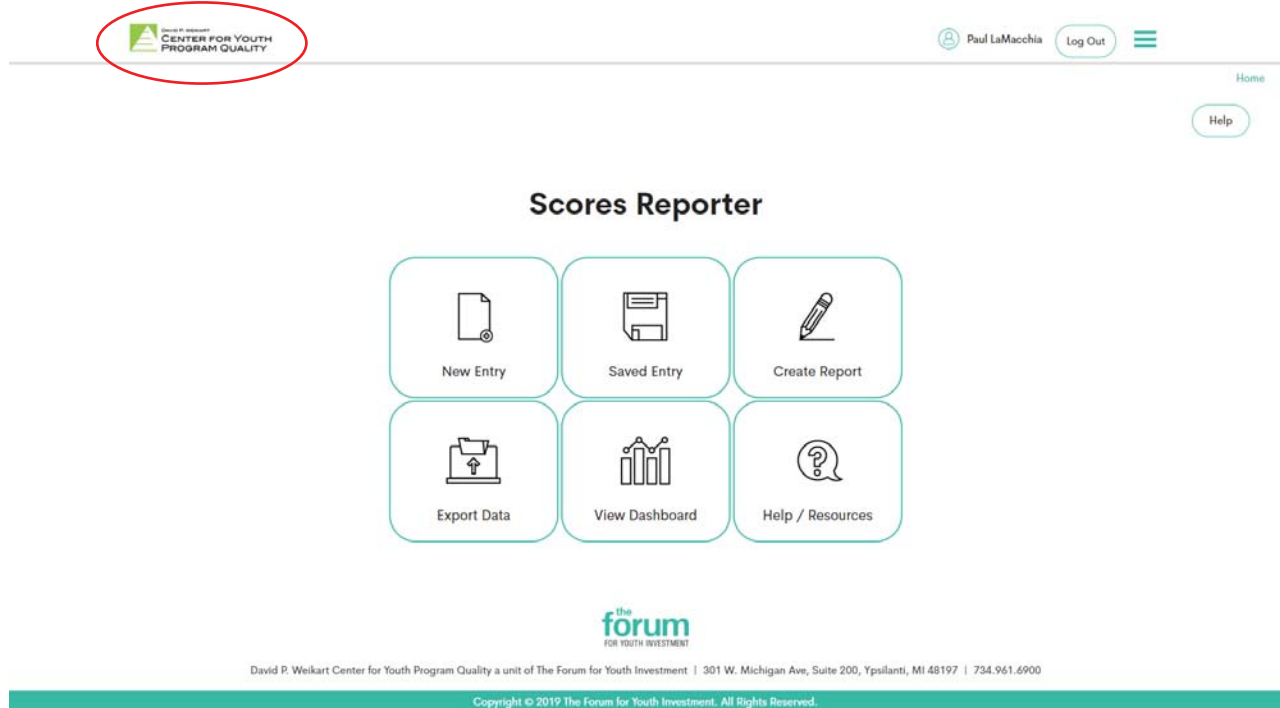 David P. Weikart
Center for Youth
Program Quality
Paul LaMacchia
Log Out
Home
Help
Scores Reporter
New Entry
Saved Entry
Create Report
Export Data
View Dashboard
Help / Resources
the
forum
FOR YOUTH INVESTMENT
David P. Weikart Center for Youth Program Quality a unit of The Forum for Youth Investment | 301 W. Michigan Ave, Suite 200, Ypsilanti, MI 48197 | 734.961.6900
Copyright © 2019 The Forum for Youth Investment. All Rights Reserved.